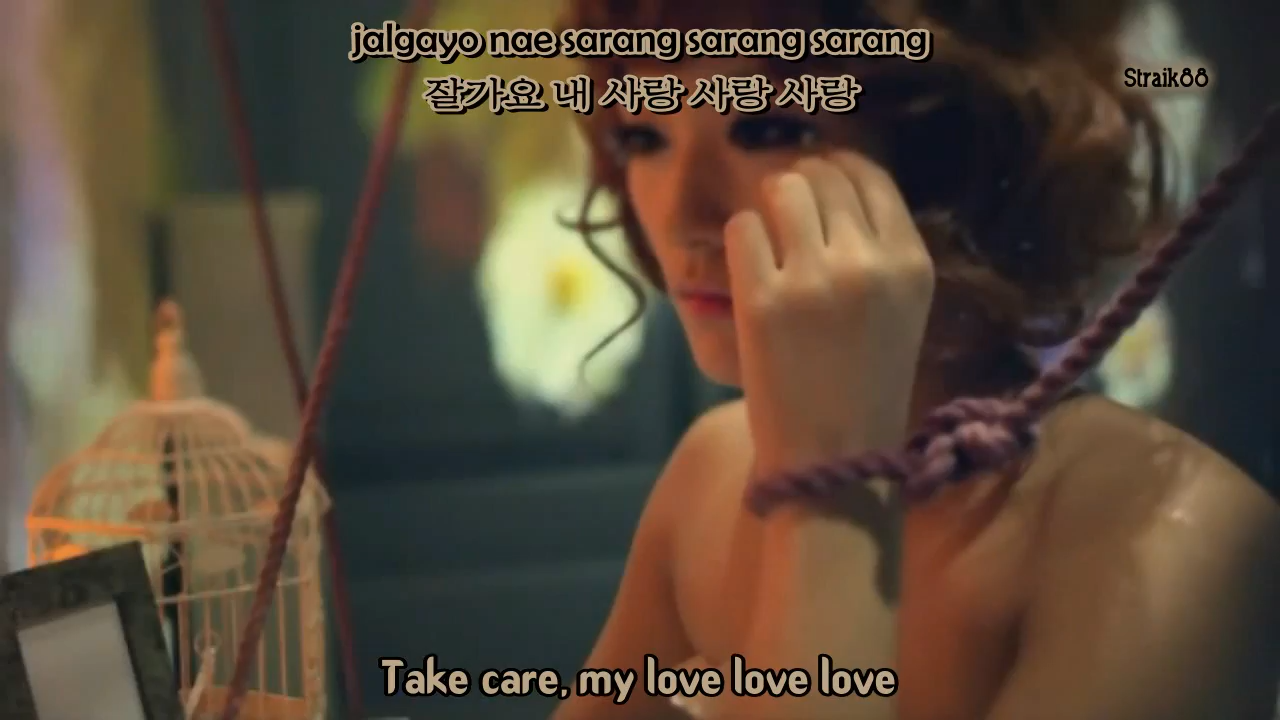 jalgayo nae sarang sarang sarang
잘가요 내 사랑 사랑 사랑
Straik88
Take care, my love love love